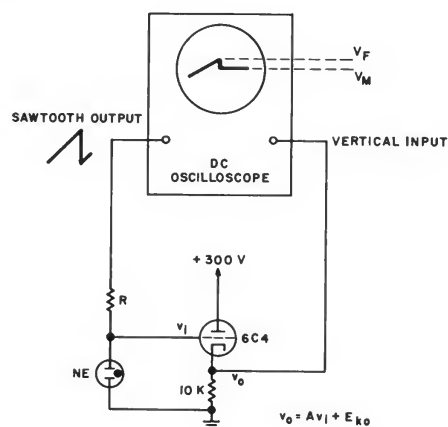 V_F
V_M
SAWTOOTH OUTPUT
VERTICAL INPUT
DC
OSCILLOSCOPE
+300 V
R
v_i
6C4
NE
10 K
v_o
v_o = Av_i + E_ko